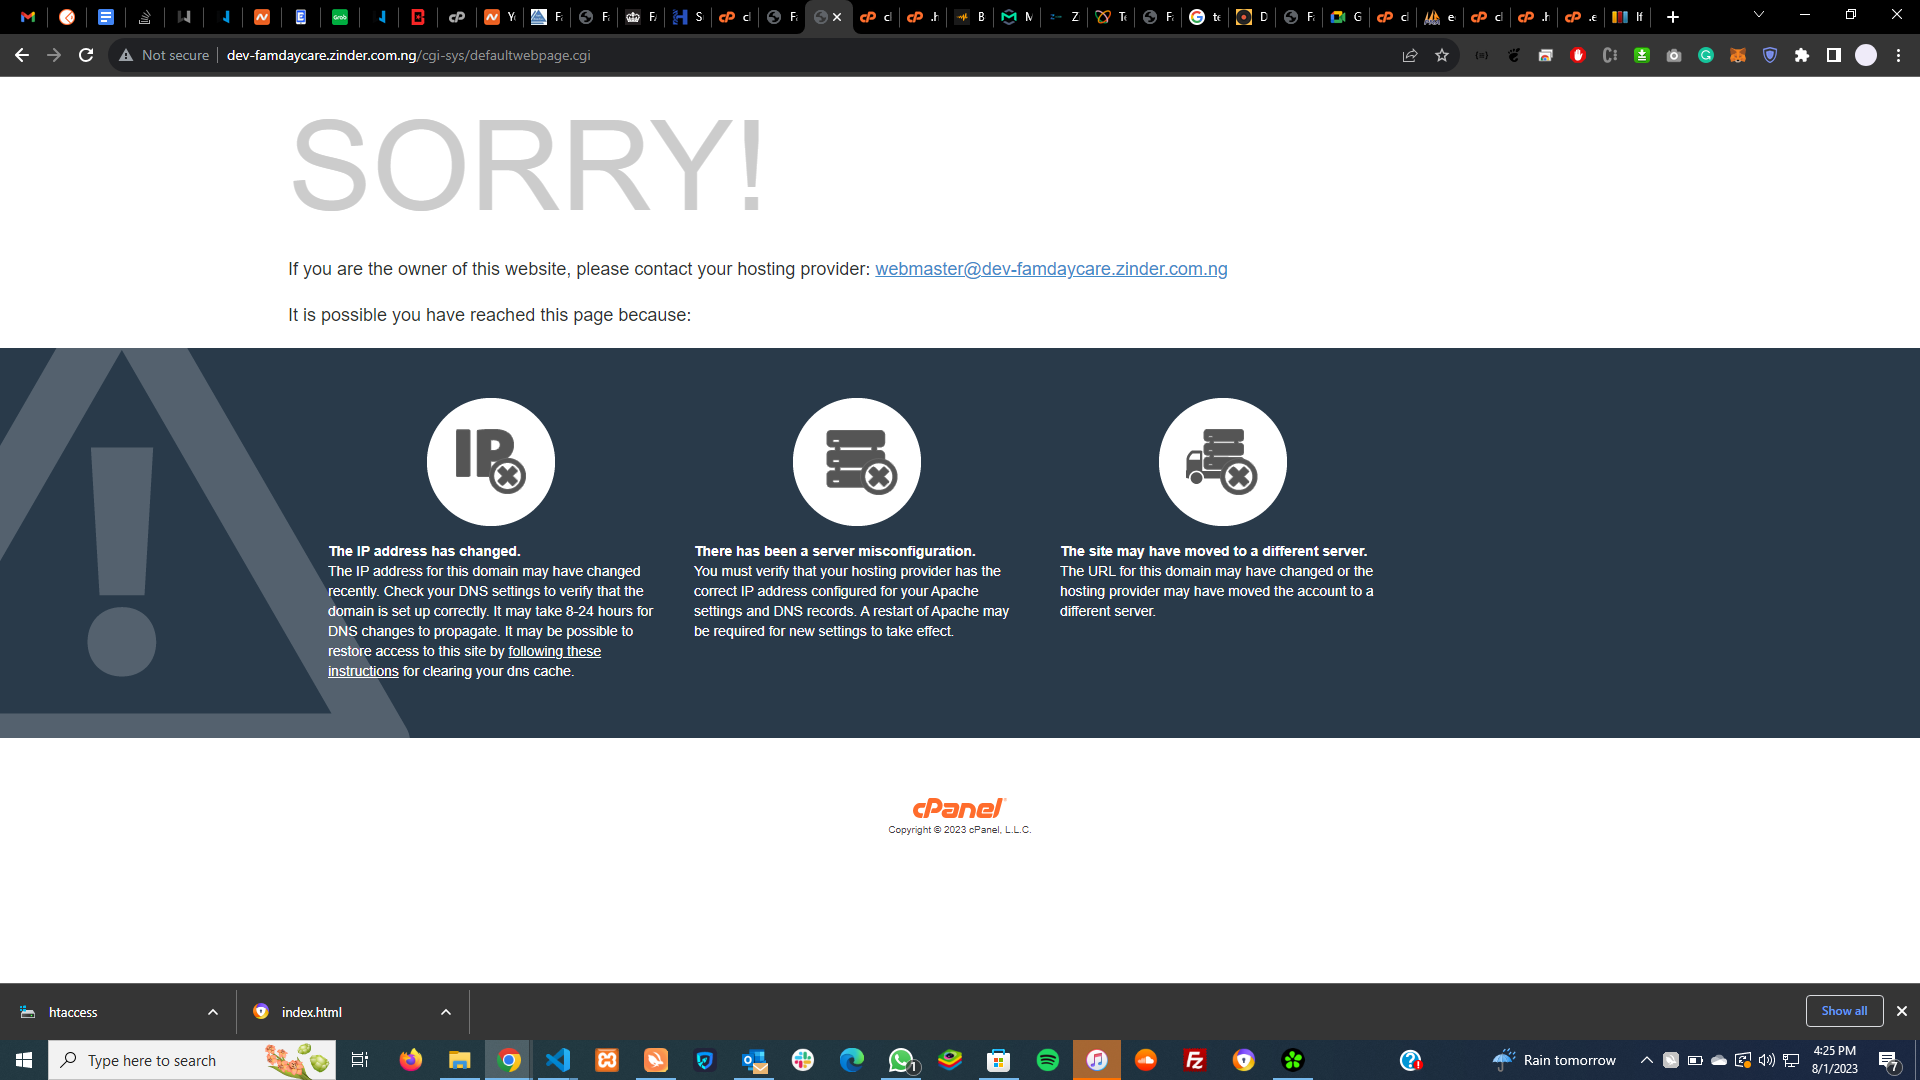 Not secure
dev-famdaycare.zinder.com.ng/cgi-sys/defaultwebpage.cgi
SORRY!
If you are the owner of this website, please contact your hosting provider: webmaster@dev-famdaycare.zinder.com.ng
It is possible you have reached this page because:
The IP address has changed.
The IP address for this domain may have changed
recently. Check your DNS settings to verify that the
domain is set up correctly. It may take 8-24 hours for
DNS changes to propagate. It may be possible to
restore access to this site by following these
instructions for clearing your dns cache.
There has been a server misconfiguration.
You must verify that your hosting provider has the
correct IP address configured for your Apache
settings and DNS records. A restart of Apache may
be required for new settings to take effect.
The site may have moved to a different server.
The URL for this domain may have changed or the
hosting provider may have moved the account to a
different server.
cPanel
Copyright © 2023 cPanel, L.L.C.
htaccess
index.html
Show all
Type here to search
Rain tomorrow
4:25 PM
8/1/2023